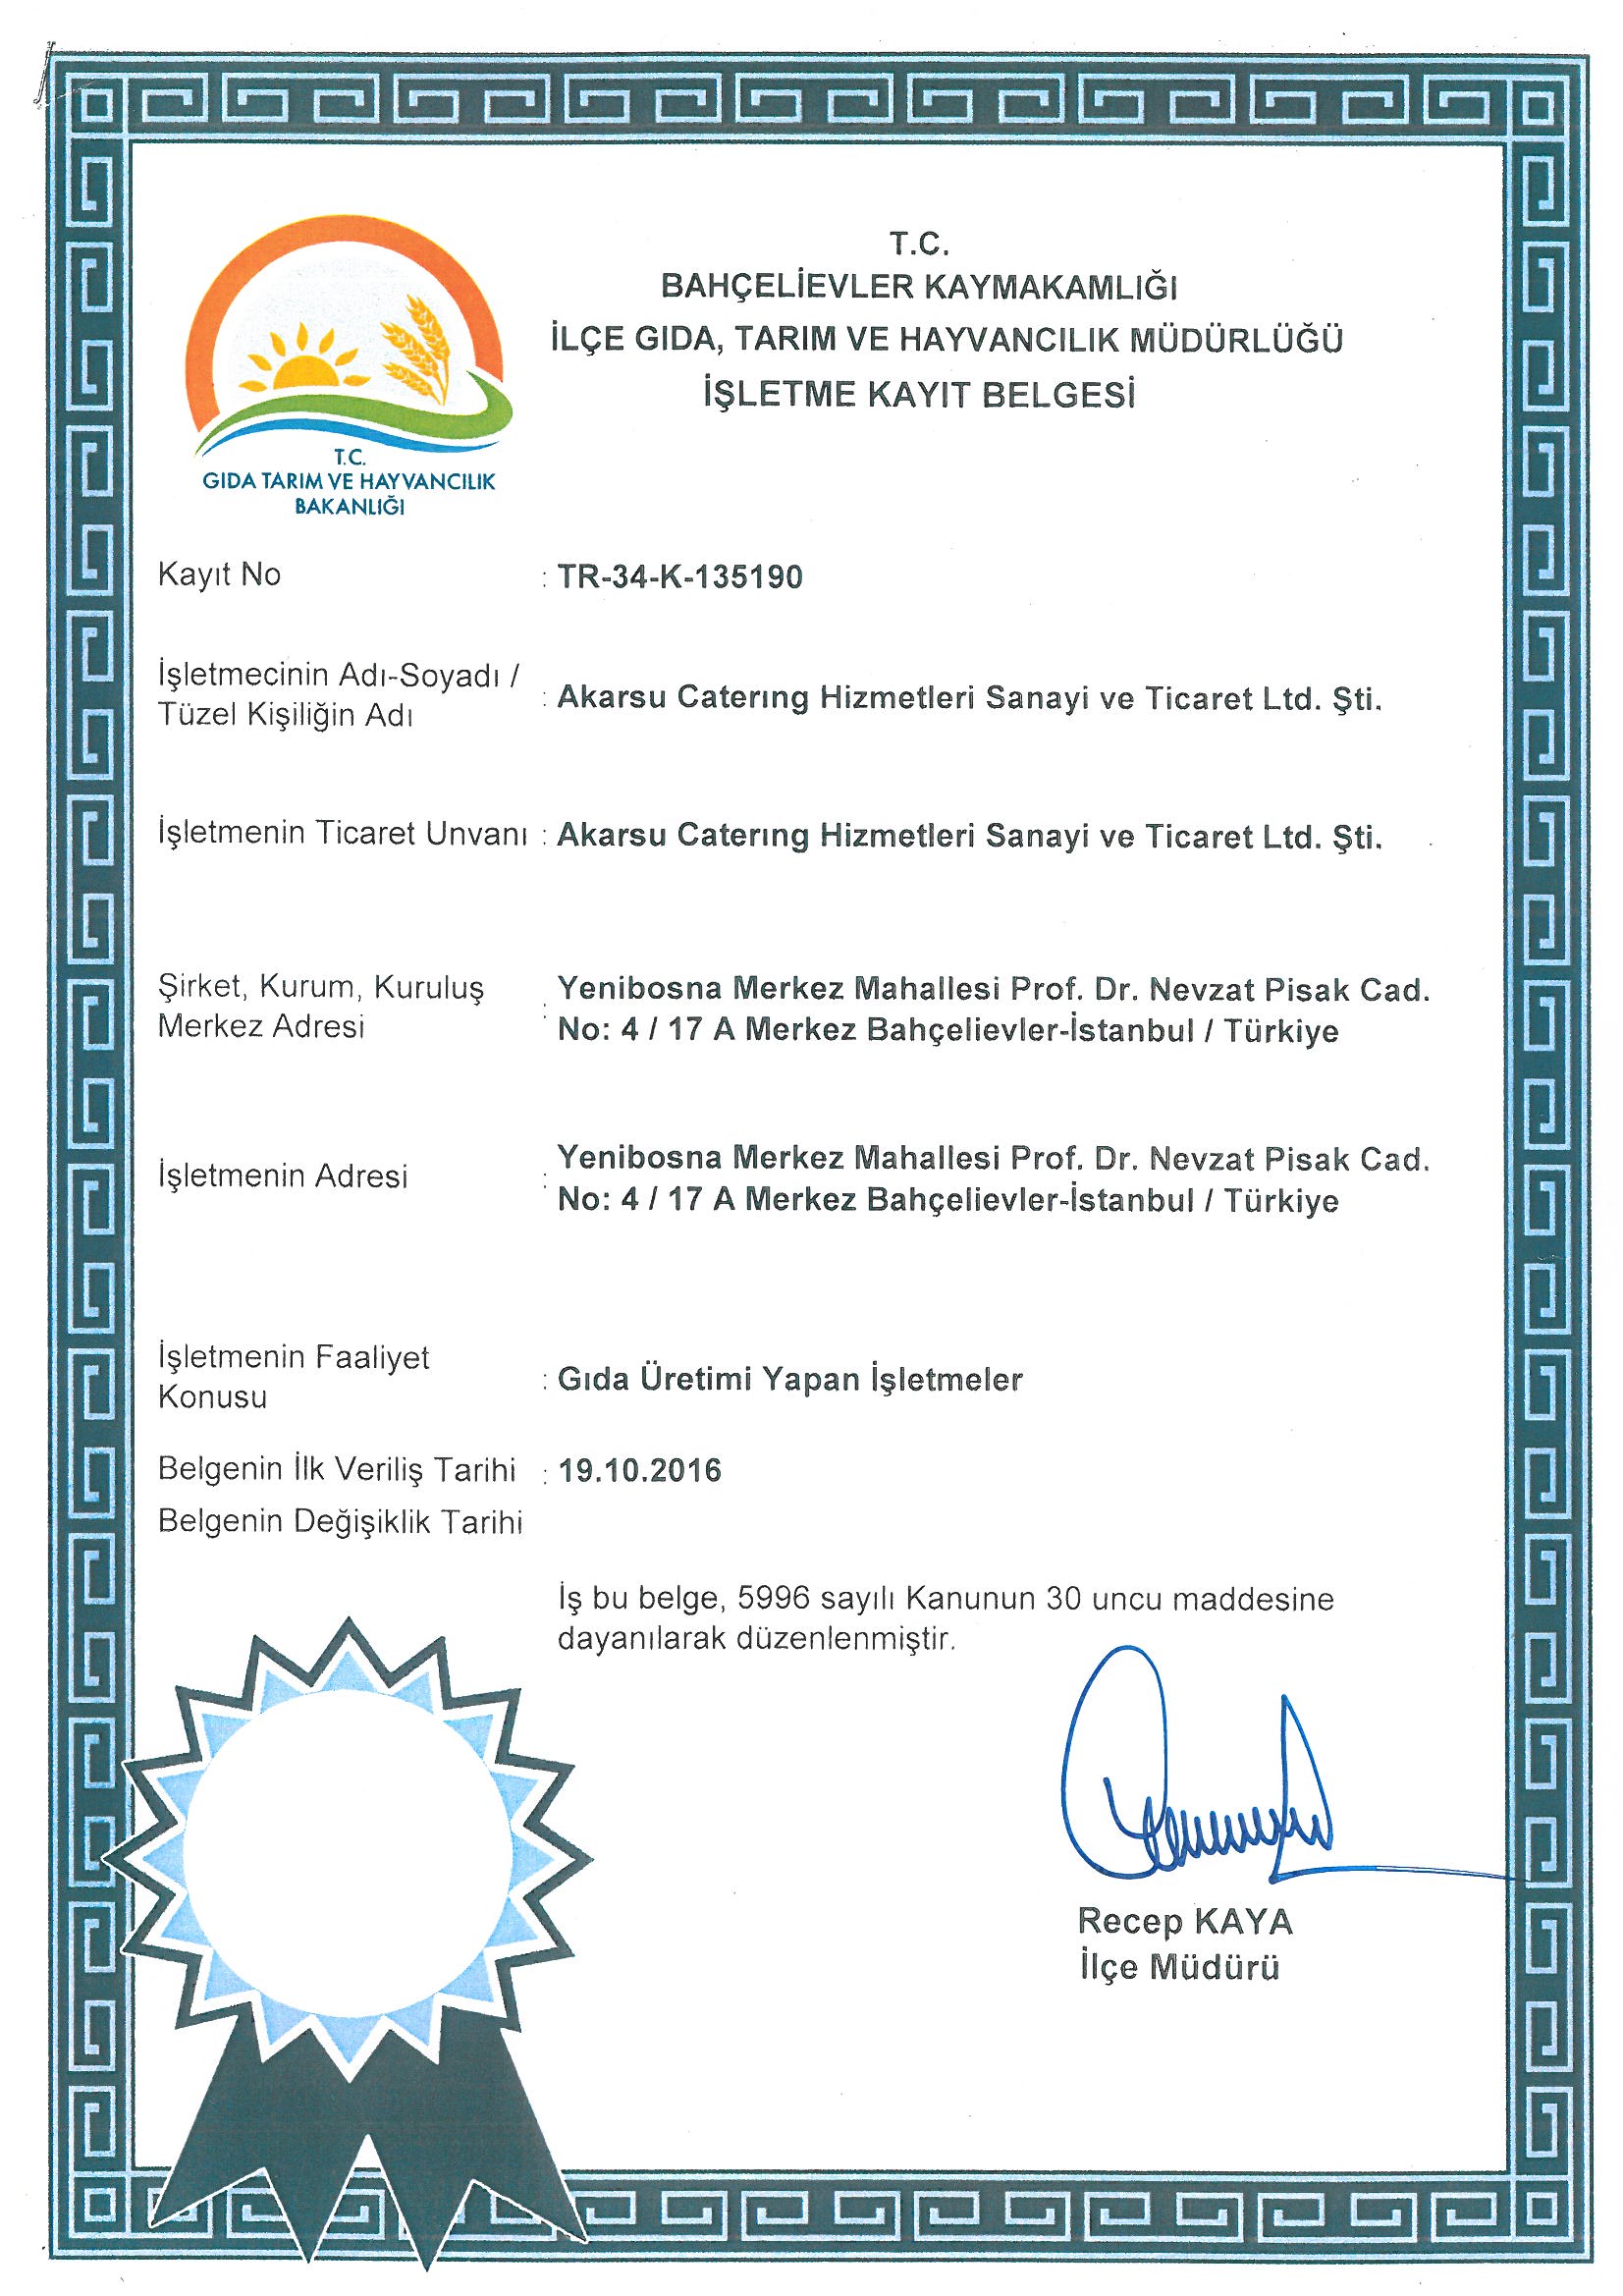 T.C.
BAHÇELİEVLER KAYMAKAMLIĞI
İLÇE GIDA, TARIM VE HAYVANCILIK MÜDÜRLÜĞÜ
İŞLETME KAYIT BELGESİ
T.C.
GIDA TARIM VE HAYVANCILIK
BAKANLIĞI
Kayıt No : TR-34-K-135190
İşletmecinin Adı-Soyadı /
Tüzel Kişiliğin Adı
: Akarsu Caterıng Hizmetleri Sanayi ve Ticaret Ltd. Şti.
İşletmenin Ticaret Unvanı : Akarsu Caterıng Hizmetleri Sanayi ve Ticaret Ltd. Şti.
Şirket, Kurum, Kuruluş
Merkez Adresi
: Yenibosna Merkez Mahallesi Prof. Dr. Nevzat Pisak Cad.
No: 4 / 17 A Merkez Bahçelievler-İstanbul / Türkiye
İşletmenin Adresi
: Yenibosna Merkez Mahallesi Prof. Dr. Nevzat Pisak Cad.
No: 4 / 17 A Merkez Bahçelievler-İstanbul / Türkiye
İşletmenin Faaliyet
Konusu
: Gıda Üretimi Yapan İşletmeler
Belgenin İlk Veriliş Tarihi : 19.10.2016
Belgenin Değişiklik Tarihi
İş bu belge, 5996 sayılı Kanunun 30 uncu maddesine
dayanılarak düzenlenmiştir.
Recep KAYA
İlçe Müdürü